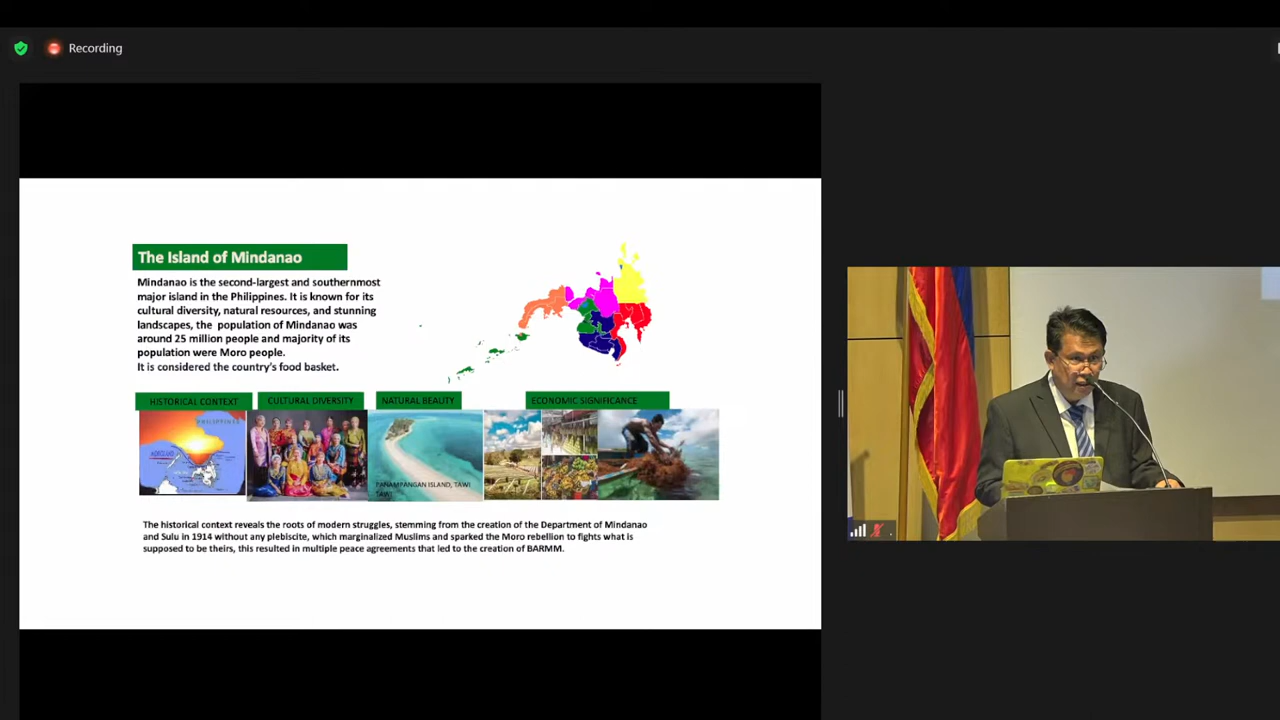 Recording
The Island of Mindanao
Mindanao is the second-largest and southernmost
major island in the Philippines. It is known for its
cultural diversity, natural resources, and stunning
landscapes, the population of Mindanao was
around 25 million people and majority of its
population were Moro people.
It is considered the country's food basket.
HISTORICAL CONTEXT
CULTURAL DIVERSITY
NATURAL BEAUTY
ECONOMIC SIGNIFICANCE
PHILIPPINES
PANAMPANGAN ISLAND, TAWI
TAWI
The historical context reveals the roots of modern struggles, stemming from the creation of the Department of Mindanao
and Sulu in 1914 without any plebiscite, which marginalized Muslims and sparked the Moro rebellion to fights what is
supposed to be theirs, this resulted in multiple peace agreements that led to the creation of BARMM.